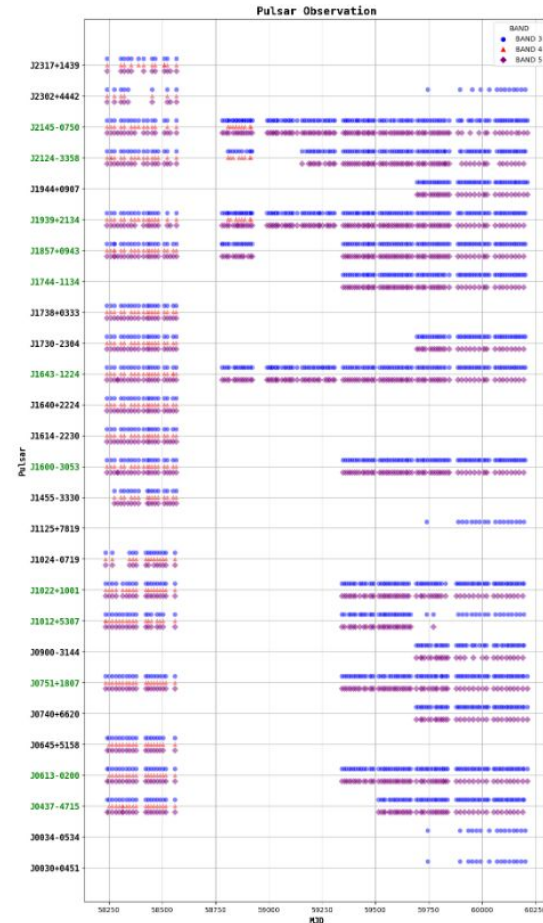 Pulsar Observation
BAND
BAND 3
BAND 4
BAND 5
J2317+1439
J2302+4442
J2145-0750
J2124-3358
J1944+0907
J1939+2134
J1857+0943
J1744-1134
J1738+0333
J1730-2304
J1643-1224
J1640+2224
J1614-2230
J1600-3053
J1455-3330
J1125+7819
J1024-0719
J1022+1001
J1012+5307
J0900-3144
J0751+1807
J0740+6620
J0645+5158
J0613-0200
J0437-4715
J0034-0534
J0030+0451
Pulsar
58250 58500 58750 59000 59250 59500 59750 60000 60250
MJD